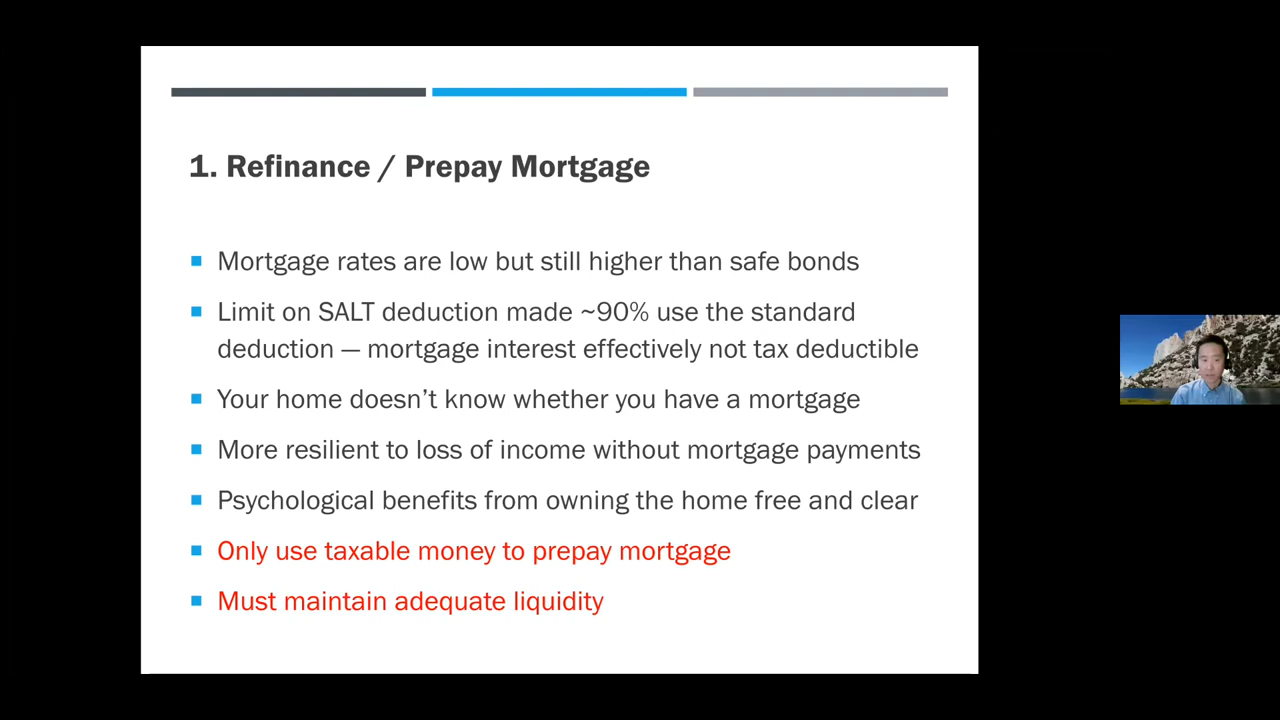 1. Refinance / Prepay Mortgage
Mortgage rates are low but still higher than safe bonds
Limit on SALT deduction made ~90% use the standard
deduction — mortgage interest effectively not tax deductible
Your home doesn’t know whether you have a mortgage
More resilient to loss of income without mortgage payments
Psychological benefits from owning the home free and clear
Only use taxable money to prepay mortgage
Must maintain adequate liquidity